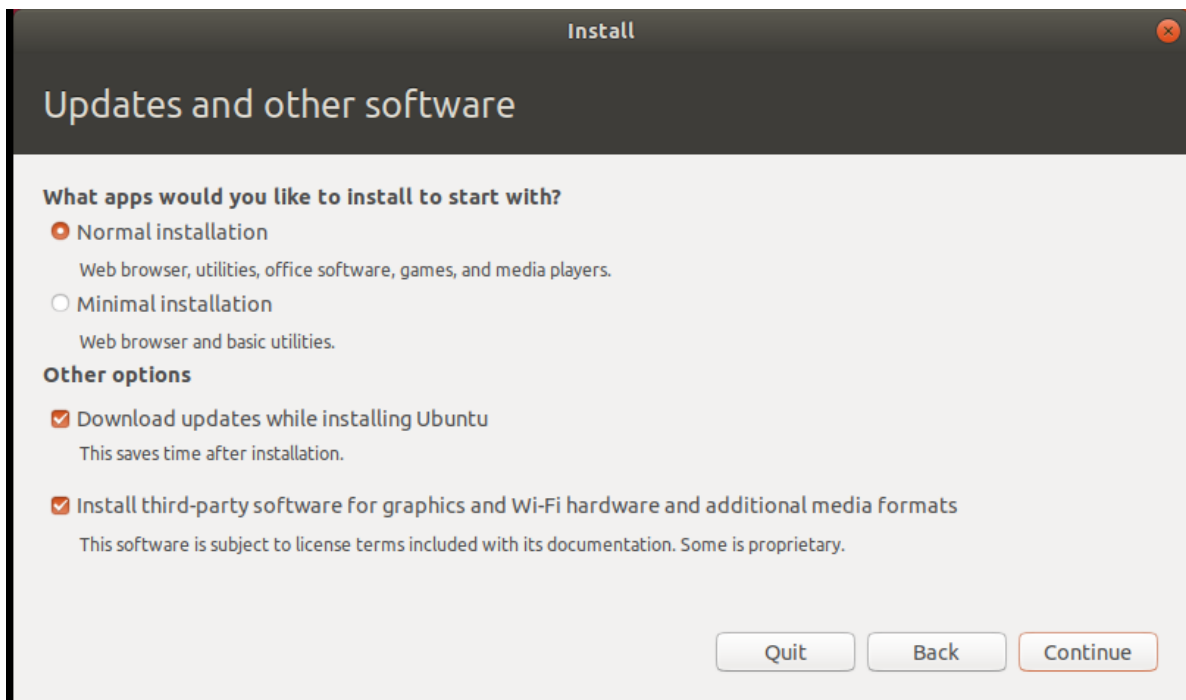 Install
Updates and other software
What apps would you like to install to start with?
Normal installation
Web browser, utilities, office software, games, and media players.
Minimal installation
Web browser and basic utilities.
Other options
Download updates while installing Ubuntu
This saves time after installation.
Install third-party software for graphics and Wi-Fi hardware and additional media formats
This software is subject to license terms included with its documentation. Some is proprietary.
Quit Back Continue